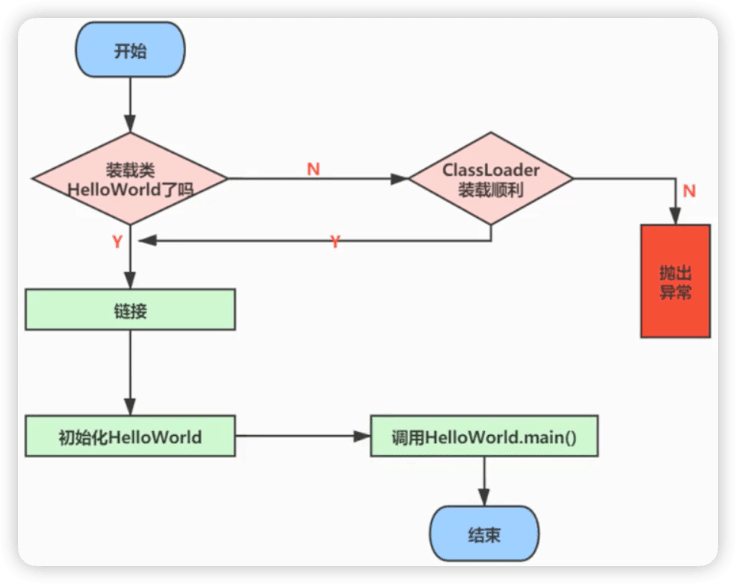 开始
装载类
HelloWorld了吗
N
ClassLoader
装载顺利
N
Y
Y
抛出
异常
链接
初始化HelloWorld
调用HelloWorld.main()
结束